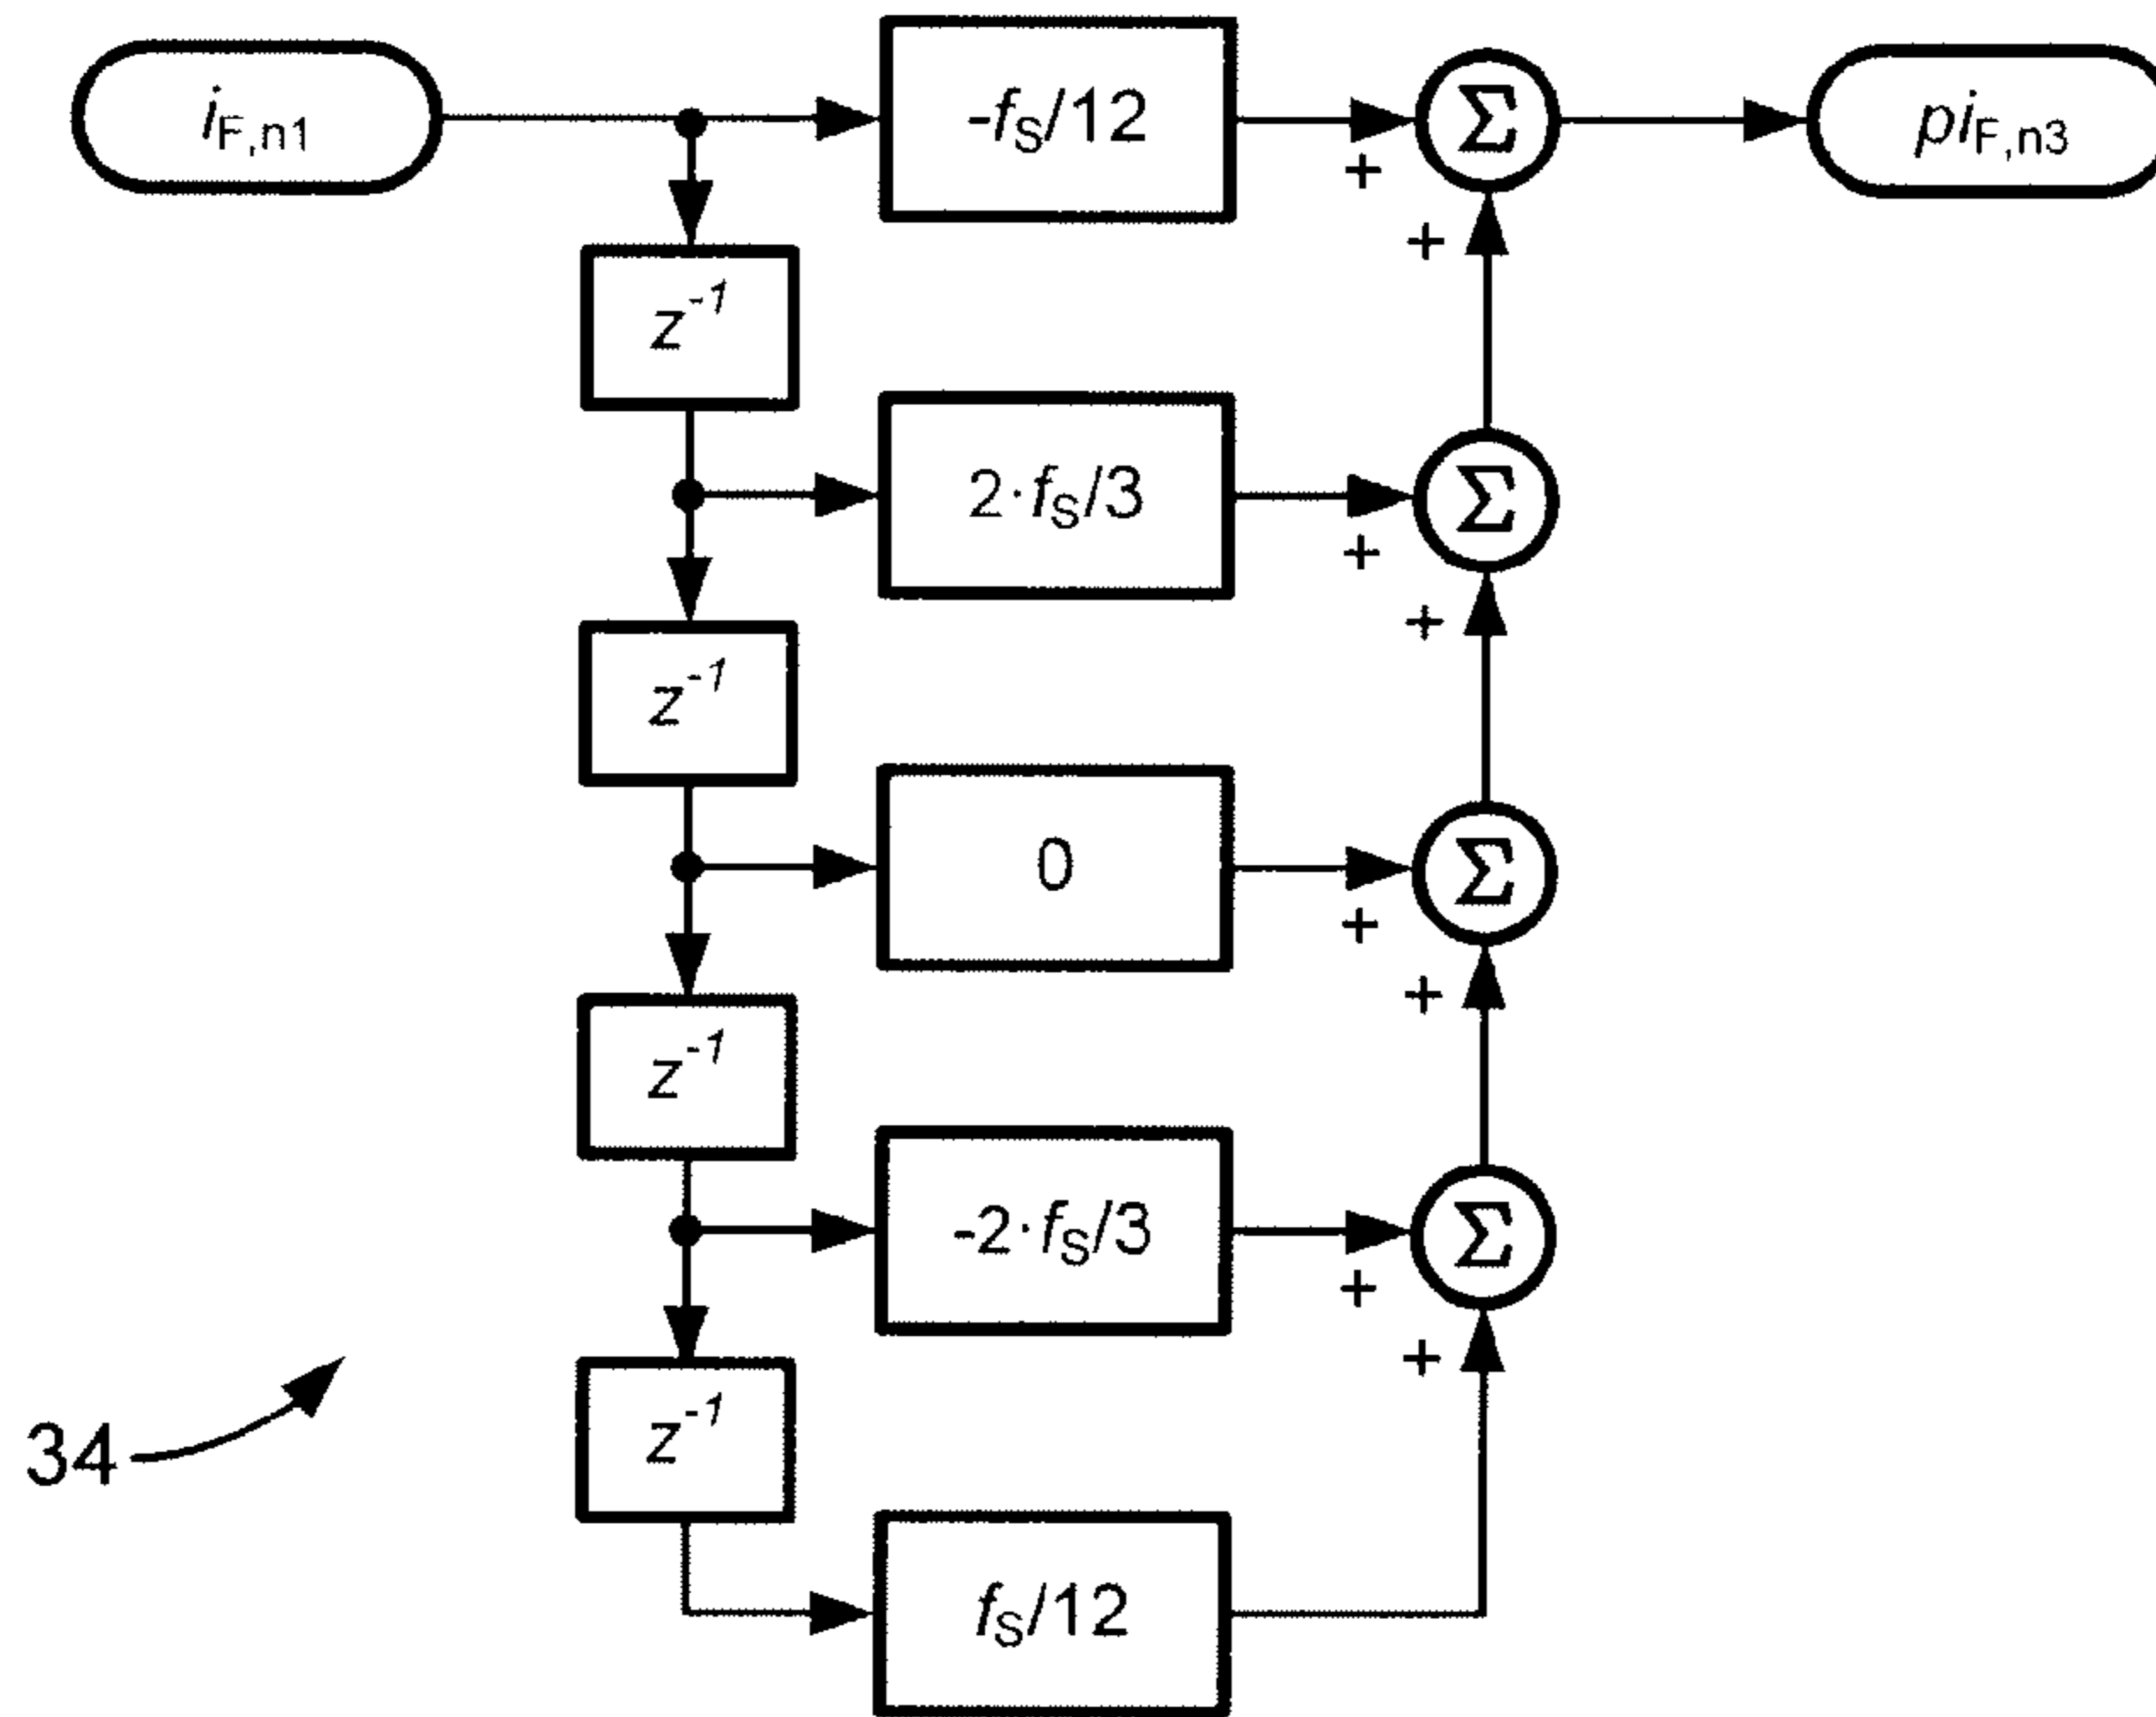 i_F,n1
-f_S/12
Σ
pi_F,n3
+
+
z^-1
2·f_S/3
Σ
+
+
z^-1
0
Σ
+
+
z^-1
-2·f_S/3
Σ
+
+
z^-1
34
f_S/12